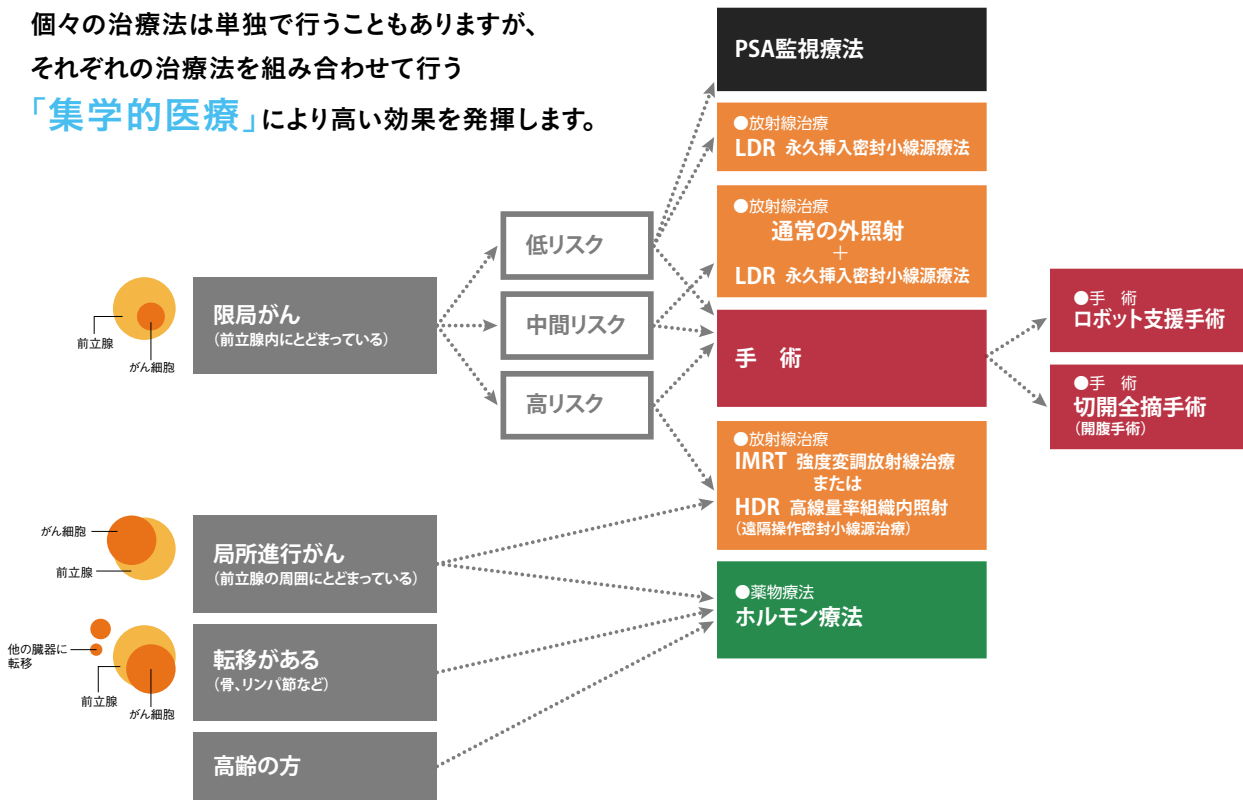 個々の治療法は単独で行うこともありますが、
それぞれの治療法を組み合わせて行う
「集学的医療」により高い効果を発揮します。
PSA監視療法
●放射線治療
LDR 永久挿入密封小線源療法
●放射線治療
通常の外照射
＋
LDR 永久挿入密封小線源療法
低リスク
中間リスク
高リスク
前立腺
がん細胞
限局がん
(前立腺内にとどまっている)
手　術
●手　術
ロボット支援手術
●手　術
切開全摘手術
(開腹手術)
●放射線治療
IMRT 強度変調放射線治療
または
HDR 高線量率組織内照射
(遠隔操作密封小線源治療)
がん細胞
前立腺
局所進行がん
(前立腺の周囲にとどまっている)
●薬物療法
ホルモン療法
他の臓器に
転移
前立腺
がん細胞
転移がある
(骨、リンパ節など)
高齢の方